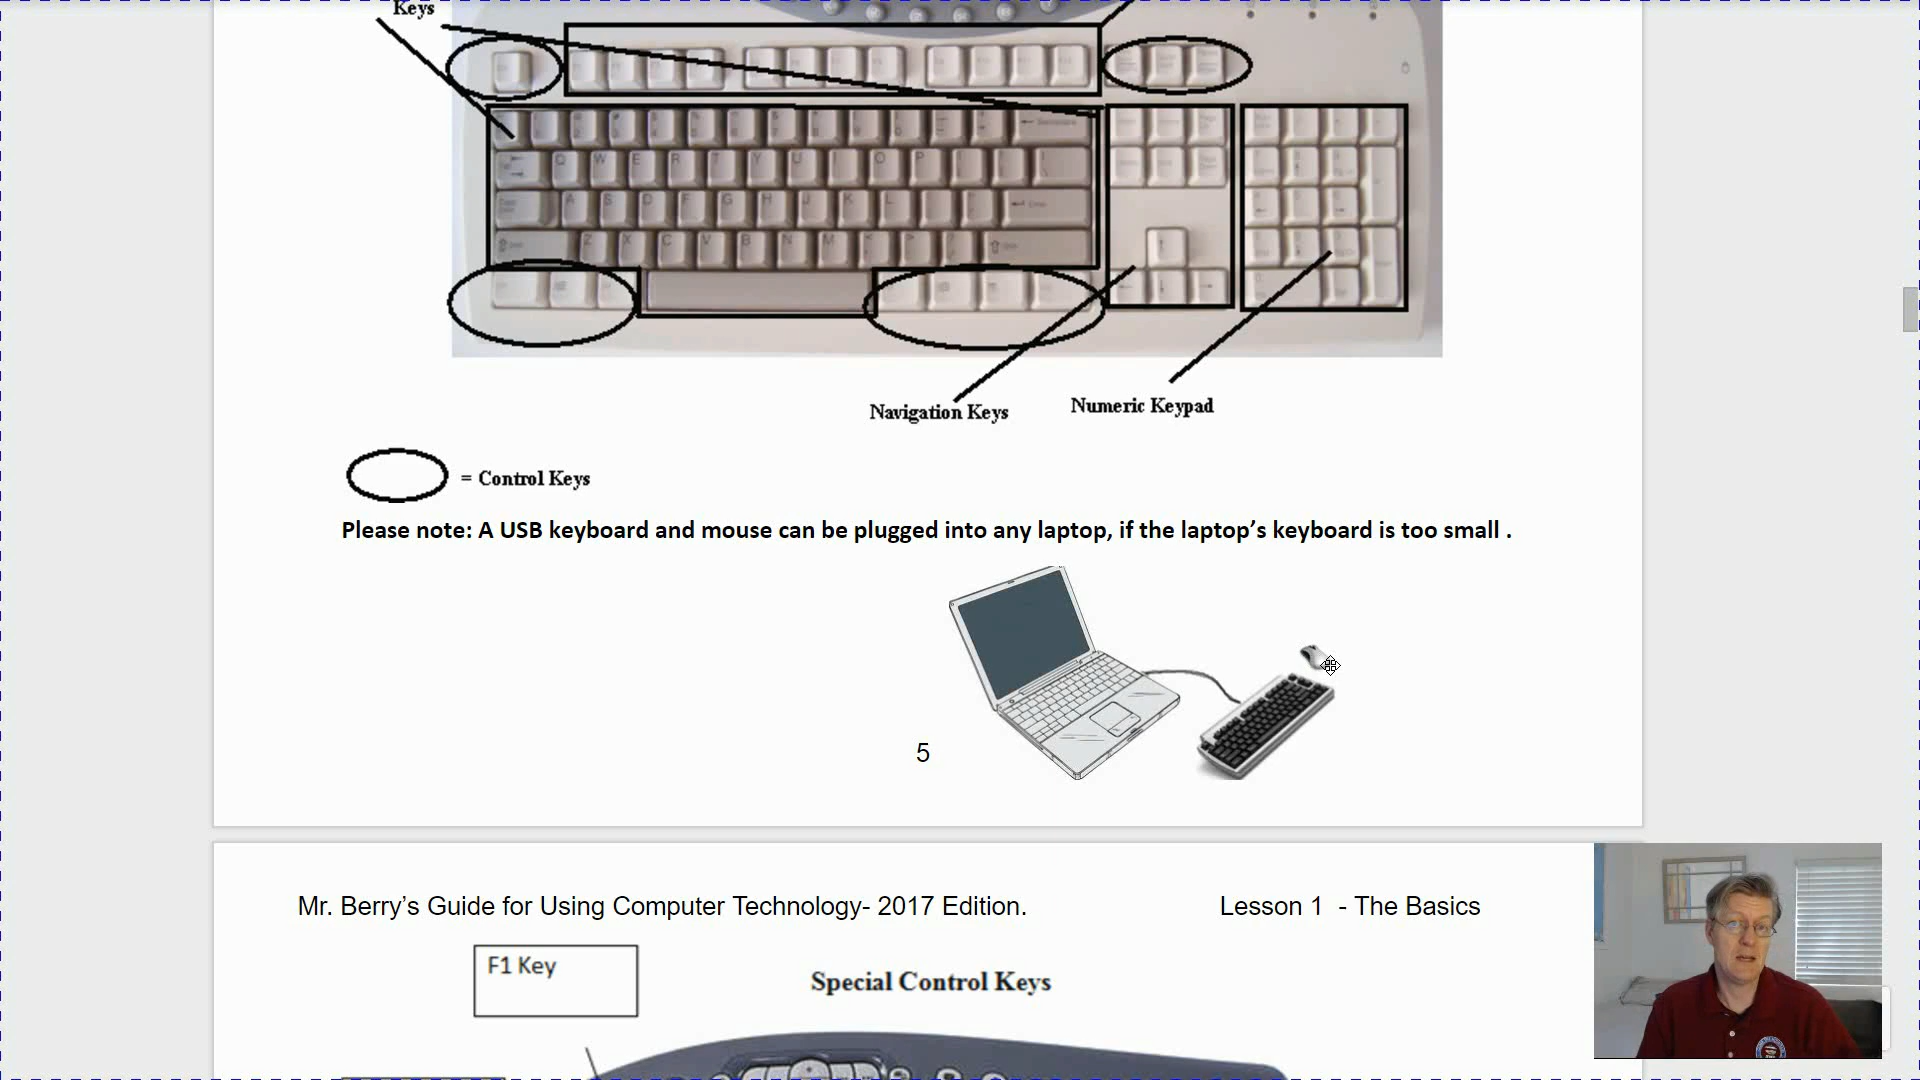 Keys
Q W E R T Y U I O P
A S D F G H J K L
Z X C V B N M
Navigation Keys
Numeric Keypad
= Control Keys
Please note: A USB keyboard and mouse can be plugged into any laptop, if the laptop’s keyboard is too small .
5
Mr. Berry’s Guide for Using Computer Technology- 2017 Edition.
Lesson 1 - The Basics
F1 Key
Special Control Keys